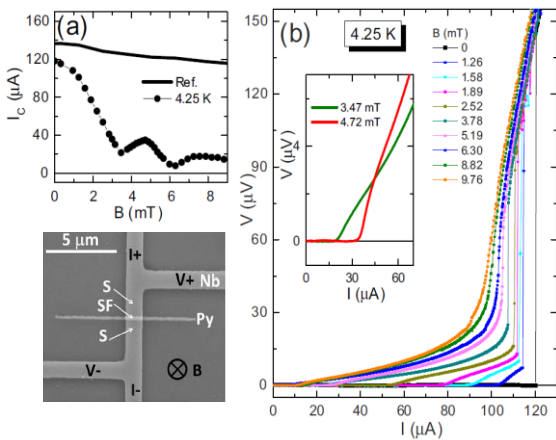 (a)
160
120
80
40
0
I_C (µA)
Ref.
4.25 K
0 2 4 6 8
B (mT)
5 µm
I+
V+ Nb
S
SF
S
Py
V-
I-
B
(b)
4.25 K
B (mT)
0
1.26
1.58
1.89
2.52
3.78
5.19
6.30
8.82
9.76
150
120
90
60
30
0
V (µV)
0 20 40 60 80 100 120
I (µA)
8
4
0
V (µV)
3.47 mT
4.72 mT
0 30 60
I (µA)